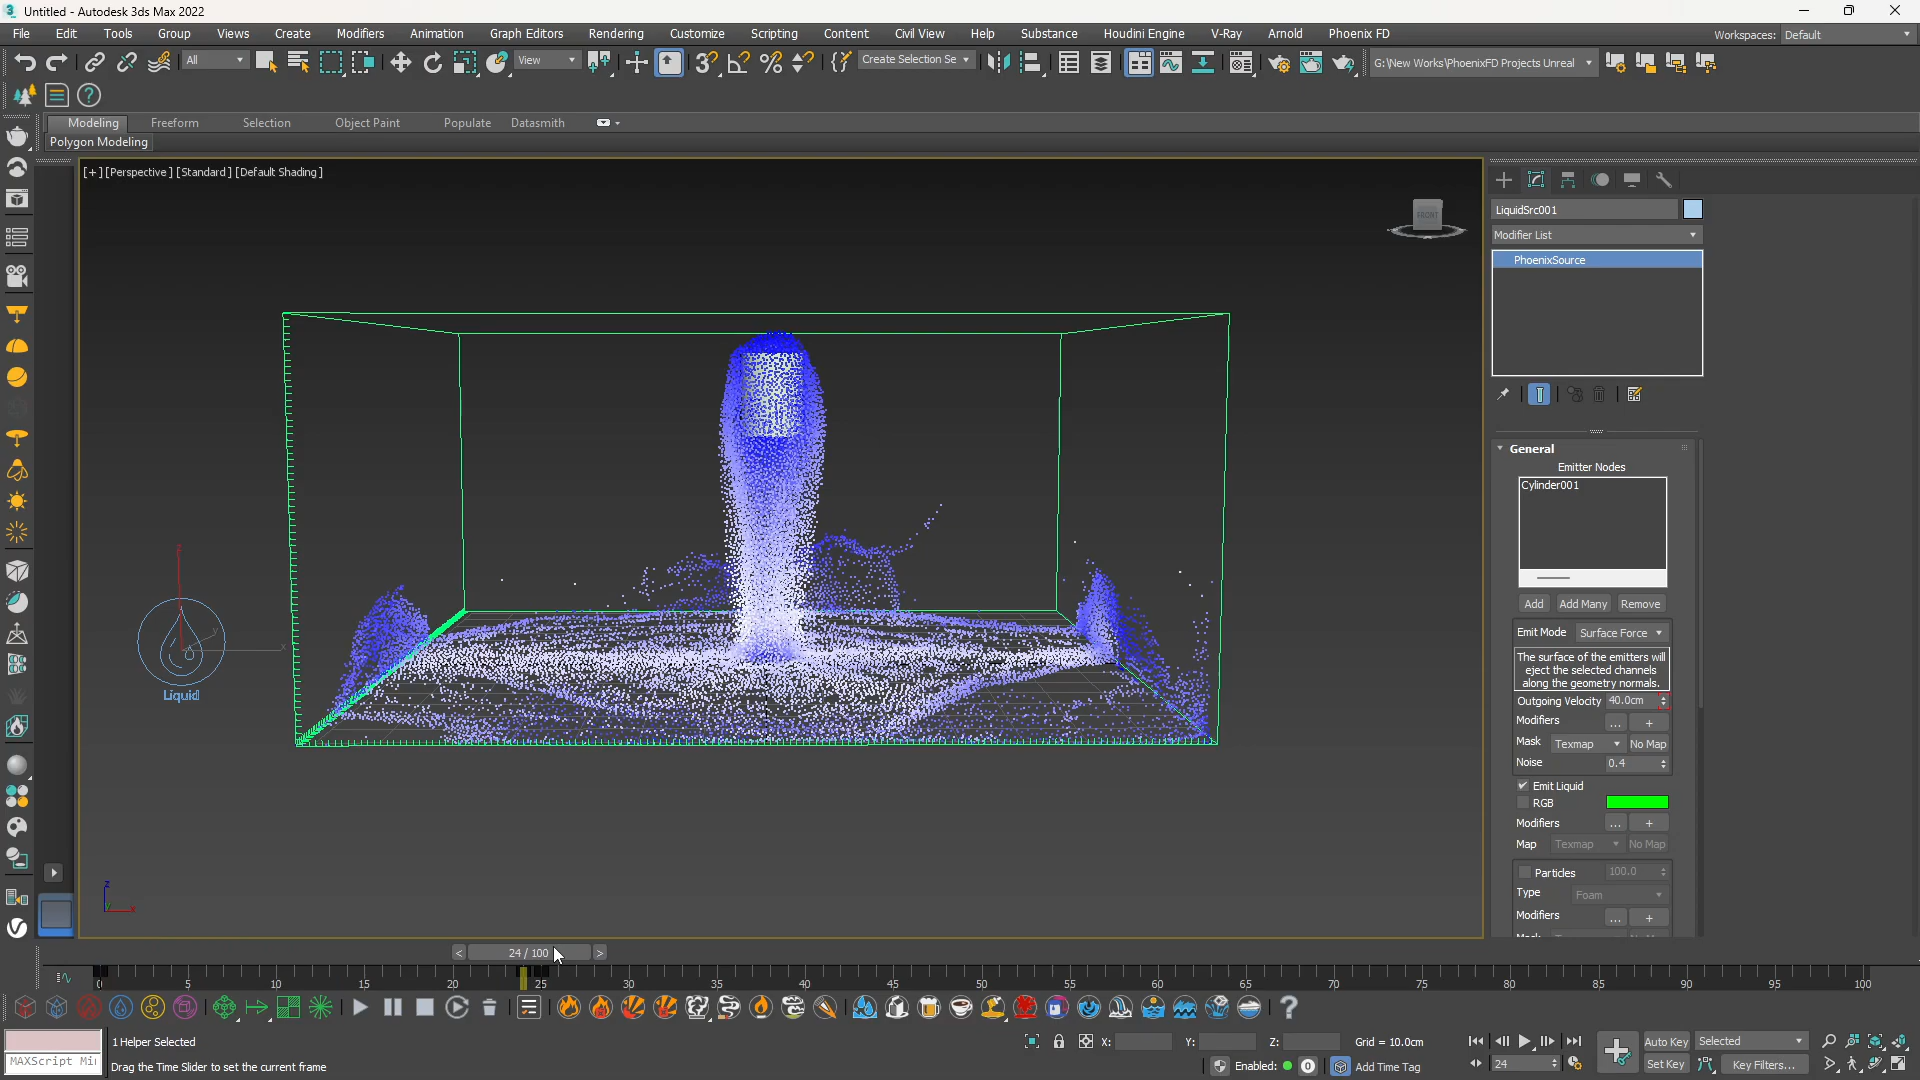 Untitled - Autodesk 3ds Max 2022
File Edit Tools Group Views Create Modifiers Animation Graph Editors Rendering Customize Scripting Content Civil View Help Substance Houdini Engine V-Ray Arnold Phoenix FD Workspaces: Default
All View Create Selection Se G:\New Works\PhoenixFD Projects Unreal
Modeling Freeform Selection Object Paint Populate Datasmith
Polygon Modeling
[+] [Perspective] [Standard] [Default Shading]
FRONT
LiquidSrc001
Modifier List
PhoenixSource
General
Emitter Nodes
Cylinder001
Add Add Many Remove
Emit Mode Surface Force
The surface of the emitters will
eject the selected channels
along the geometry normals.
Outgoing Velocity 40.0cm
Modifiers ... +
Mask Texmap No Map
Noise 0.4
Emit Liquid
RGB
Modifiers ... +
Map Texmap No Map
Particles 100.0
Type Foam
Modifiers ... +
z
y
x
Liquid
z
x
< 24 / 100 >
0 5 10 15 20 25 30 35 40 45 50 55 60 65 70 75 80 85 90 95 100
1 Helper Selected X: Y: Z: Grid = 10.0cm Auto Key Selected
MAXScript Mi Drag the Time Slider to set the current frame Enabled: 0 Add Time Tag 24 Set Key Key Filters...